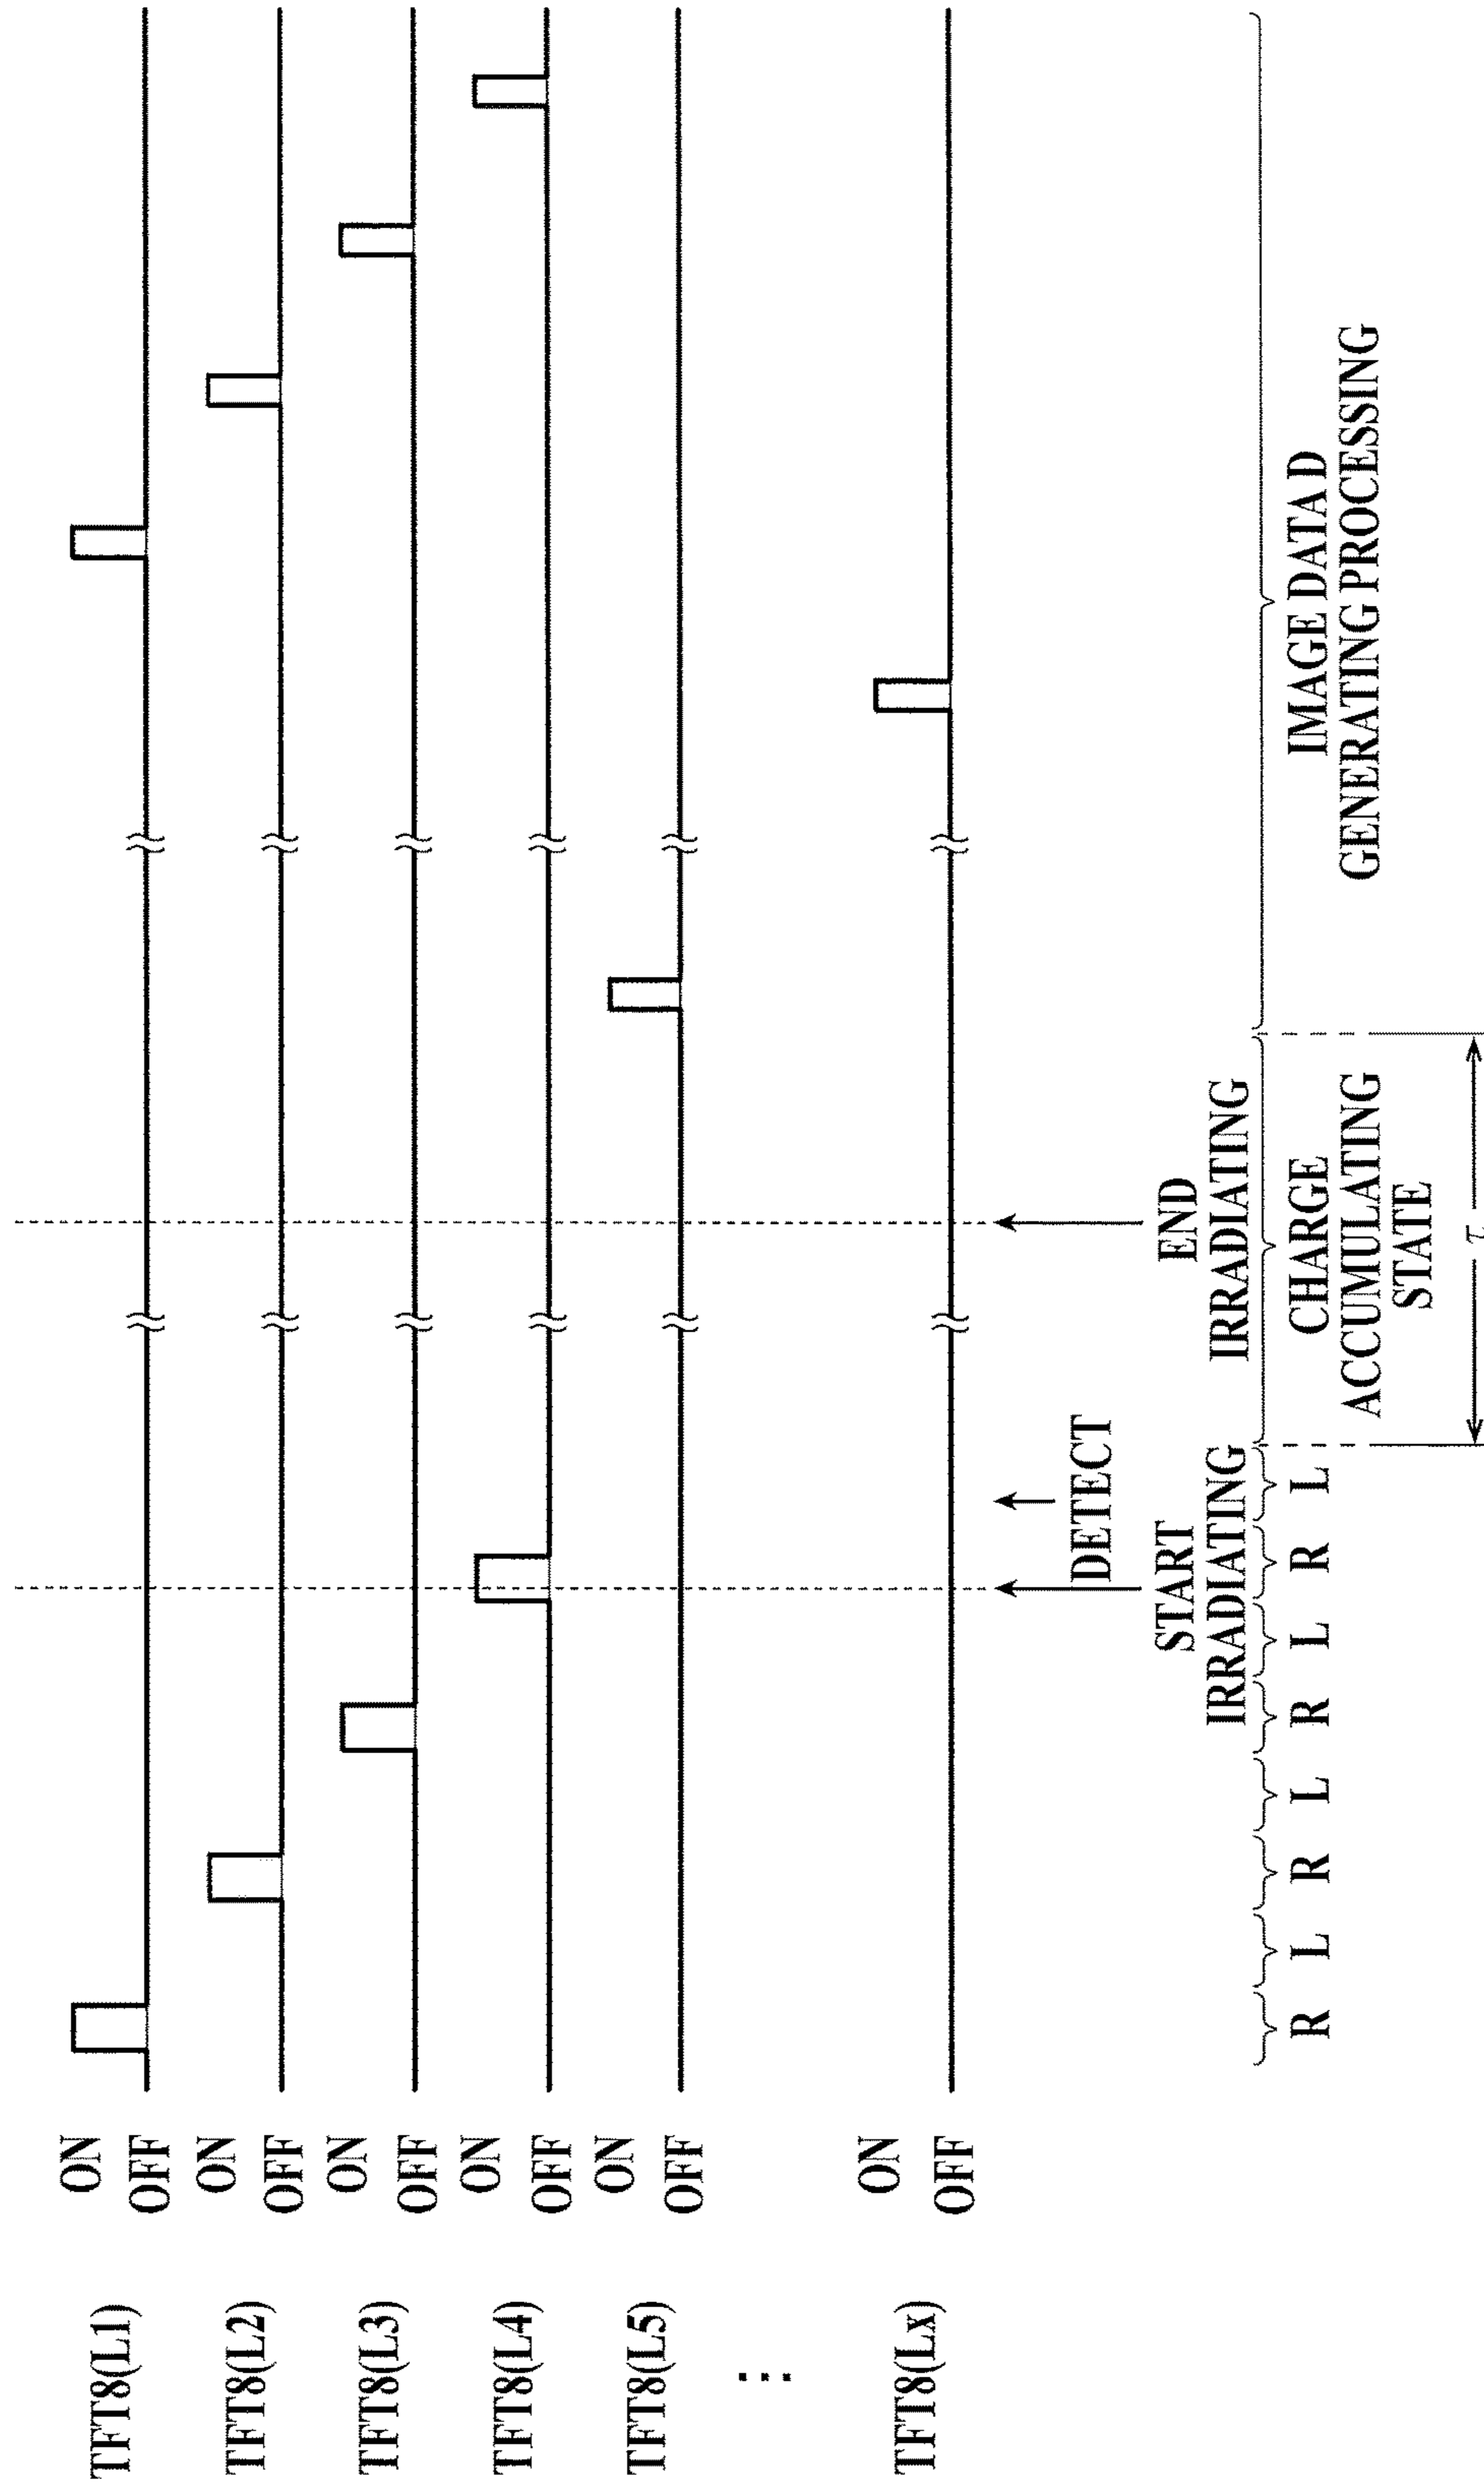 TFT8(L1)
ON
OFF
TFT8(L2)
ON
OFF
TFT8(L3)
ON
OFF
TFT8(L4)
ON
OFF
TFT8(L5)
ON
OFF
⋮
TFT8(Lx)
ON
OFF
DETECT
START
IRRADIATING
END
IRRADIATING
R L R L R L R L
CHARGE
ACCUMULATING
STATE
IMAGE DATA D
GENERATING PROCESSING
τ